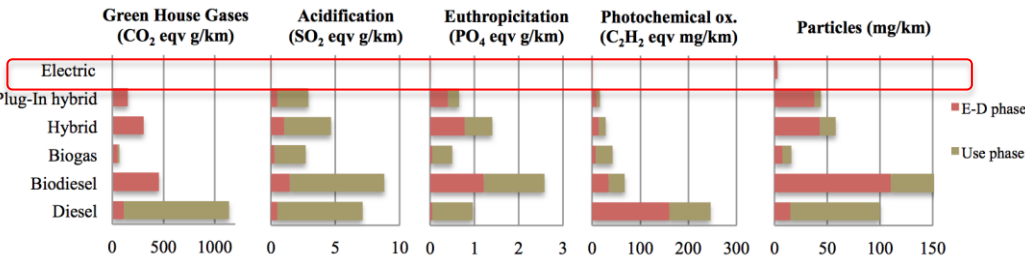 Green House Gases
(CO₂ eqv g/km)
Acidification
(SO₂ eqv g/km)
Euthropicitation
(PO₄ eqv g/km)
Photochemical ox.
(C₂H₂ eqv mg/km)
Particles (mg/km)
Electric
Plug-In hybrid
Hybrid
Biogas
Biodiesel
Diesel
E-D phase
Use phase
0 500 1000
0 5 10
0 1 2 3
0 100 200 300
0 50 100 150